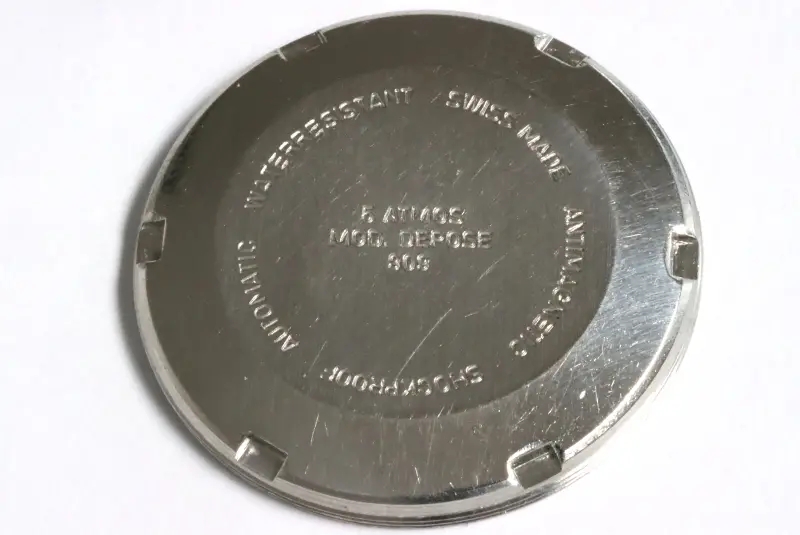 WATERRESISTANT SWISS MADE ANTIMAGNETIC SHOCKPROOF AUTOMATIC
5 ATMOS
MOD. DEPOSE
809